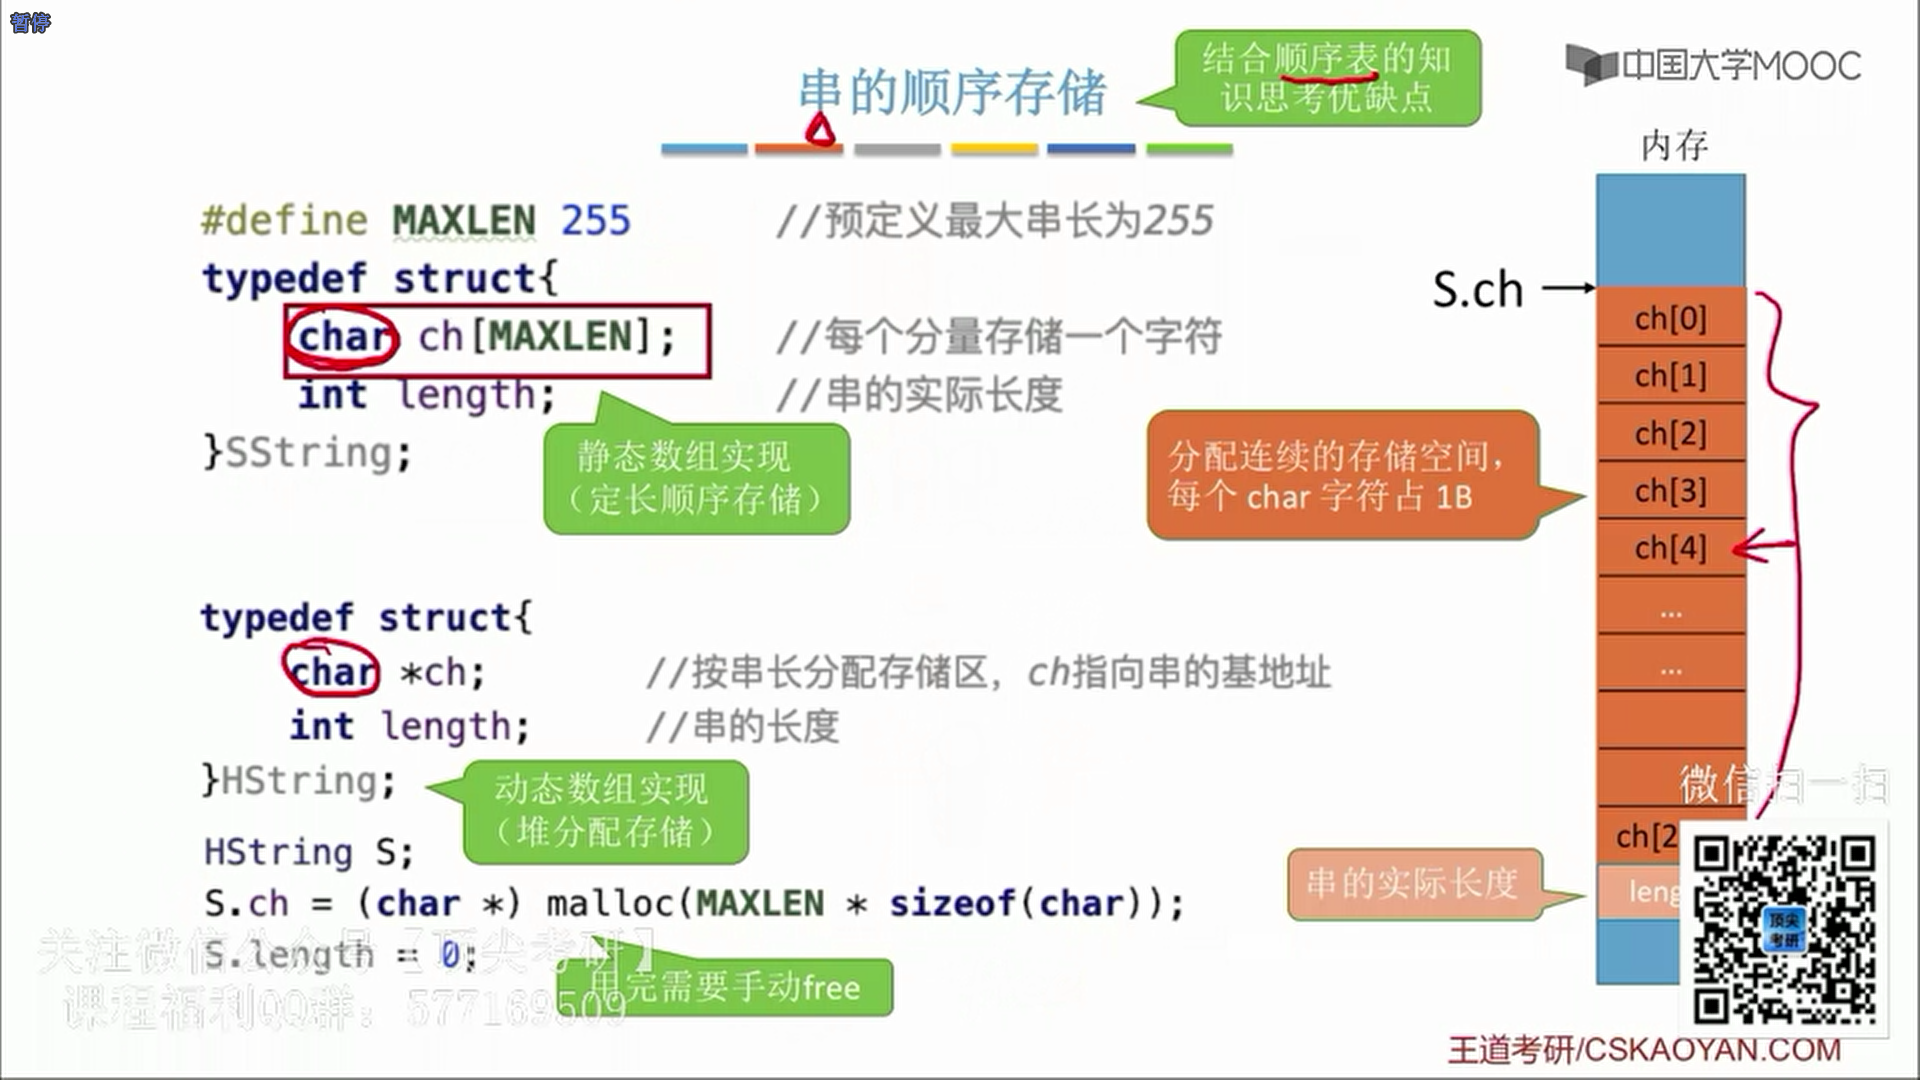 暂停
串的顺序存储
结合顺序表的知
识思考优缺点
中国大学MOOC
内存
#define MAXLEN 255 //预定义最大串长为255
typedef struct{
char ch[MAXLEN]; //每个分量存储一个字符
int length; //串的实际长度
}SString;
静态数组实现
（定长顺序存储）
S.ch
ch[0]
ch[1]
ch[2]
ch[3]
ch[4]
...
...
ch[2
leng
分配连续的存储空间，
每个 char 字符占 1B
typedef struct{
char *ch; //按串长分配存储区，ch指向串的基地址
int length; //串的长度
}HString;
动态数组实现
（堆分配存储）
HString S;
S.ch = (char *) malloc(MAXLEN * sizeof(char));
S.length = 0;
用完需要手动free
串的实际长度
微信扫一扫
顶尖
考研
关注微信公众号【顶尖考研】
课程福利QQ群：577169509
王道考研/CSKAOYAN.COM